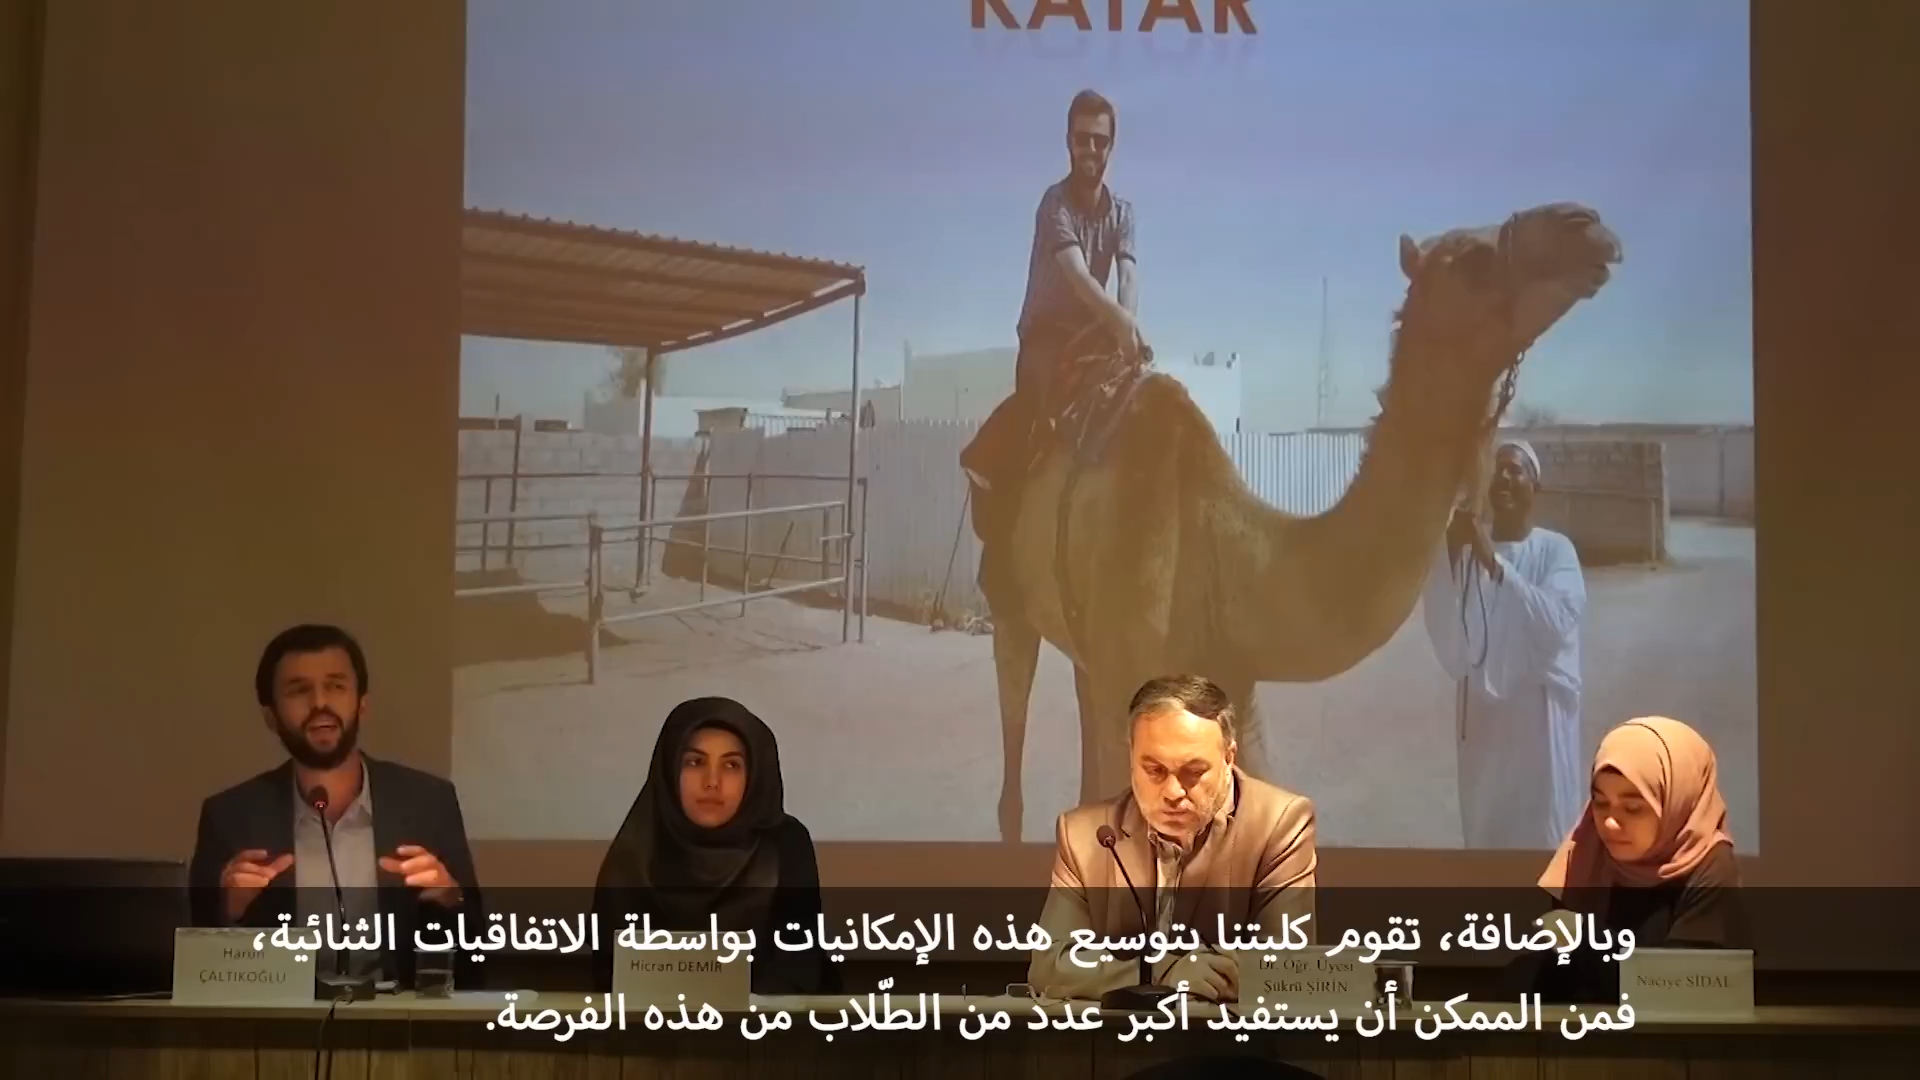 KATAR
Harun
ÇALTIKOĞLU
Hicran DEMİR
Dr. Öğr. Üyesi
Şükrü ŞİRİN
Naciye SİDAL
وبالإضافة، تقوم كليتنا بتوسيع هذه الإمكانيات بواسطة الاتفاقيات الثنائية،
فمن الممكن أن يستفيد أكبر عدد من الطّلاب من هذه الفرصة.